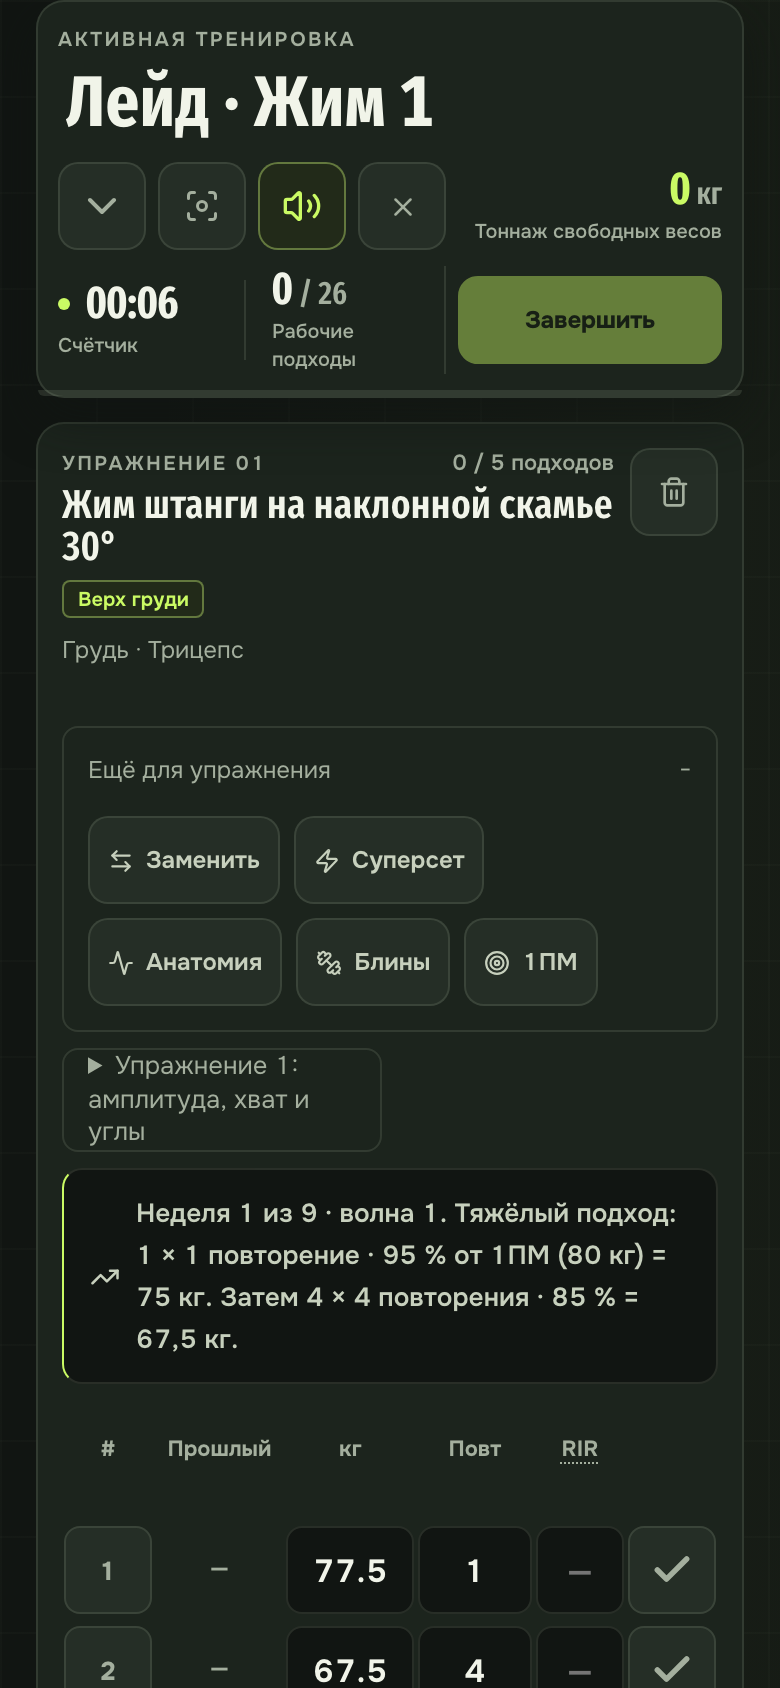 АКТИВНАЯ ТРЕНИРОВКА
Лейд · Жим 1
0 кг
Тоннаж свободных весов
00:06
Счётчик
0 / 26
Рабочие
подходы
Завершить
УПРАЖНЕНИЕ 01
0 / 5 подходов
Жим штанги на наклонной скамье
30°
Верх груди
Грудь · Трицепс
Ещё для упражнения
–
Заменить
Суперсет
Анатомия
Блины
1ПМ
▶ Упражнение 1:
амплитуда, хват и
углы
Неделя 1 из 9 · волна 1. Тяжёлый подход:
1 × 1 повторение · 95 % от 1ПМ (80 кг) =
75 кг. Затем 4 × 4 повторения · 85 % =
67,5 кг.
# Прошлый кг Повт RIR
1 – 77.5 1 –
2 – 67.5 4 –